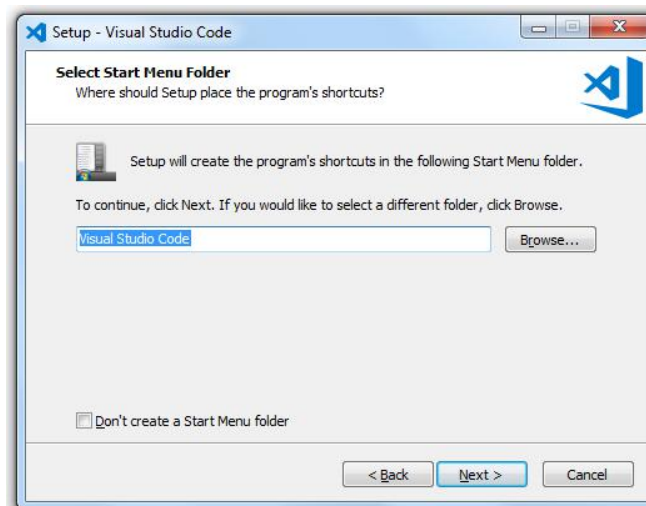 Setup - Visual Studio Code
Select Start Menu Folder
Where should Setup place the program's shortcuts?
Setup will create the program's shortcuts in the following Start Menu folder.
To continue, click Next. If you would like to select a different folder, click Browse.
Visual Studio Code
Browse...
Don't create a Start Menu folder
< Back
Next >
Cancel